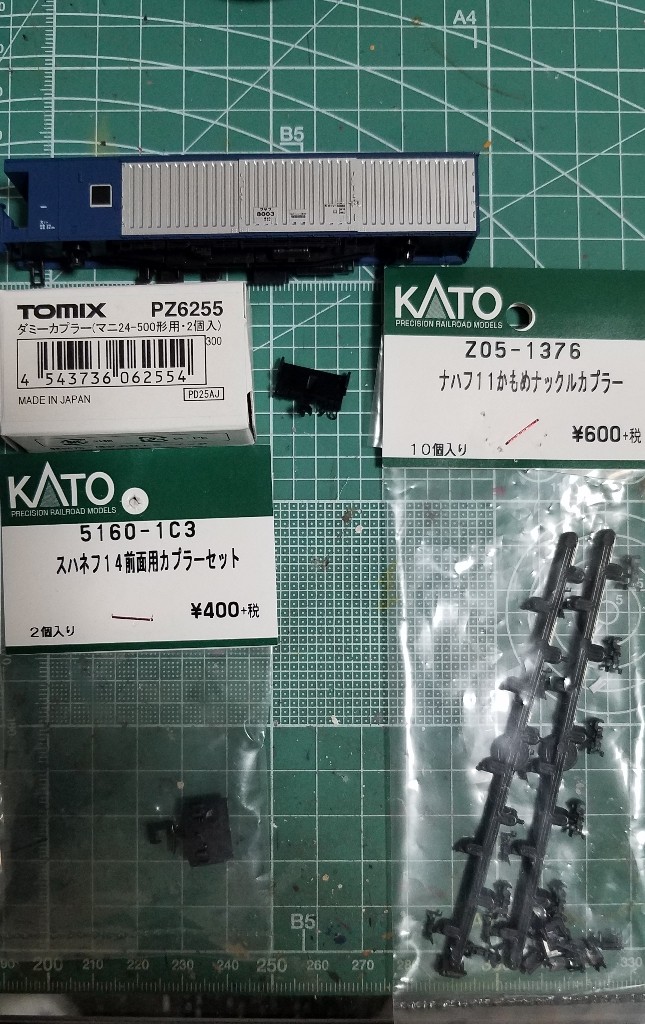 A4
B5
8003
TOMIX PZ6255
ダミーカプラー(マニ24-500形用・2個入)
300
4 543736 062554
MADE IN JAPAN
PD25AJ
KATO
PRECISION RAILROAD MODELS
Z05-1376
ナハフ11かもめナックルカプラー
10個入り
¥600+税
KATO
PRECISION RAILROAD MODELS
5160-1C3
スハネフ14前面用カプラーセット
2個入り
¥400+税
B5
200 210 220 230 240 250 260 270 280 330